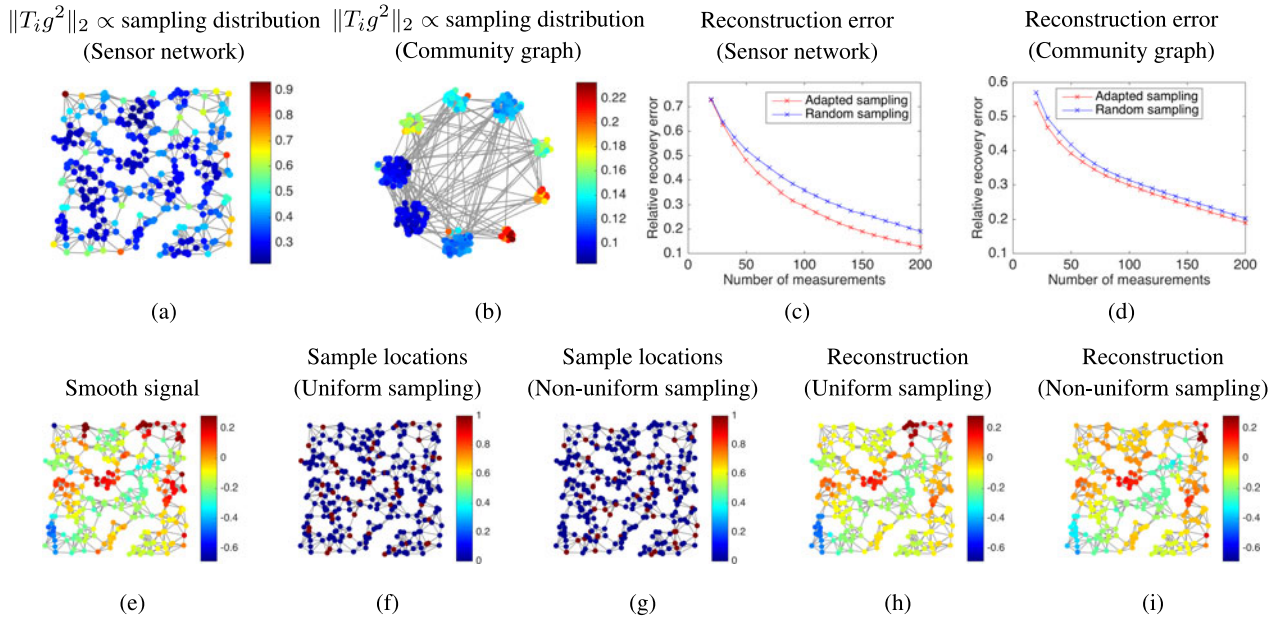 ‖T_i g²‖₂ ∝ sampling distribution
(Sensor network)
0.9
0.8
0.7
0.6
0.5
0.4
0.3
(a)
‖T_i g²‖₂ ∝ sampling distribution
(Community graph)
0.22
0.2
0.18
0.16
0.14
0.12
0.1
(b)
Reconstruction error
(Sensor network)
Relative recovery error
0.7
0.6
0.5
0.4
0.3
0.2
0.1
Adapted sampling
Random sampling
0 50 100 150 200
Number of measurements
(c)
Reconstruction error
(Community graph)
Relative recovery error
0.6
0.5
0.4
0.3
0.2
0.1
Adapted sampling
Random sampling
0 50 100 150 200
Number of measurements
(d)
Smooth signal
0.2
0
-0.2
-0.4
-0.6
(e)
Sample locations
(Uniform sampling)
1
0.8
0.6
0.4
0.2
0
(f)
Sample locations
(Non-uniform sampling)
1
0.8
0.6
0.4
0.2
0
(g)
Reconstruction
(Uniform sampling)
0.2
0
-0.2
-0.4
-0.6
(h)
Reconstruction
(Non-uniform sampling)
0.2
0
-0.2
-0.4
-0.6
(i)